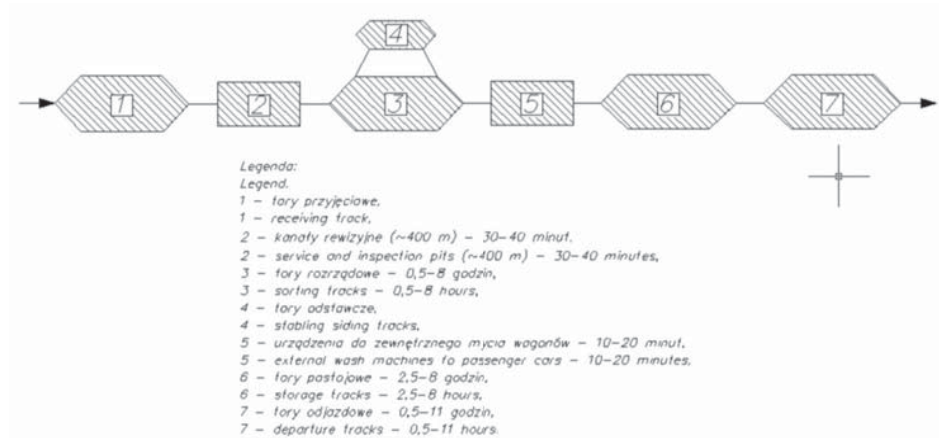 4
1 2 3 5 6 7
Legenda:
Legend.
1 – tory przyjęciowe,
1 – receiving track,
2 – kanały rewizyjne (~400 m) – 30–40 minut,
2 – service and inspection pits (~400 m) – 30–40 minutes,
3 – tory rozrządowe – 0,5–8 godzin,
3 – sorting tracks – 0,5–8 hours,
4 – tory odstawcze,
4 – stabling siding tracks,
5 – urządzenia do zewnętrznego mycia wagonów – 10–20 minut,
5 – external wash machines to passenger cars – 10–20 minutes,
6 – tory postojowe – 2,5–8 godzin,
6 – storage tracks – 2,5–8 hours,
7 – tory odjazdowe – 0,5–11 godzin,
7 – departure tracks – 0,5–11 hours.